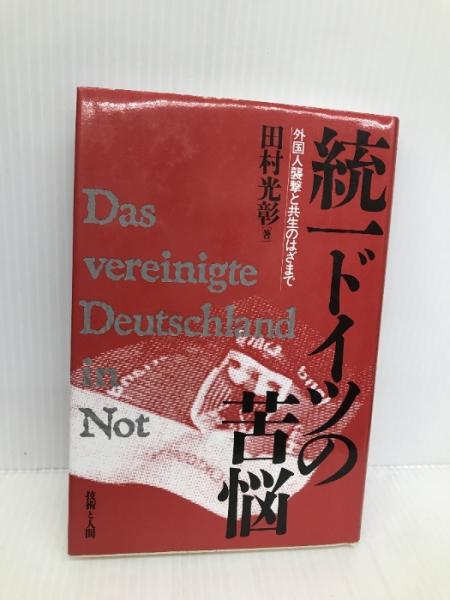 統一ドイツの苦悩
外国人襲撃と共生のはざまで
田村光彰[著]
Das
vereinigte
Deutschland
in
Not
技術と人間